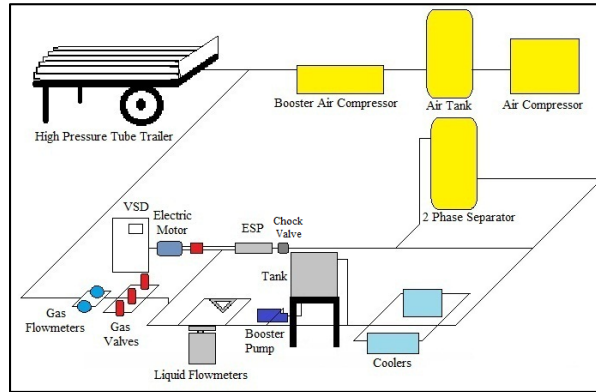 High Pressure Tube Trailer
Booster Air Compressor
Air Tank
Air Compressor
2 Phase Separator
VSD
Electric
Motor
ESP
Chock
Valve
Tank
Gas
Flowmeters
Gas
Valves
Liquid Flowmeters
Booster
Pump
Coolers